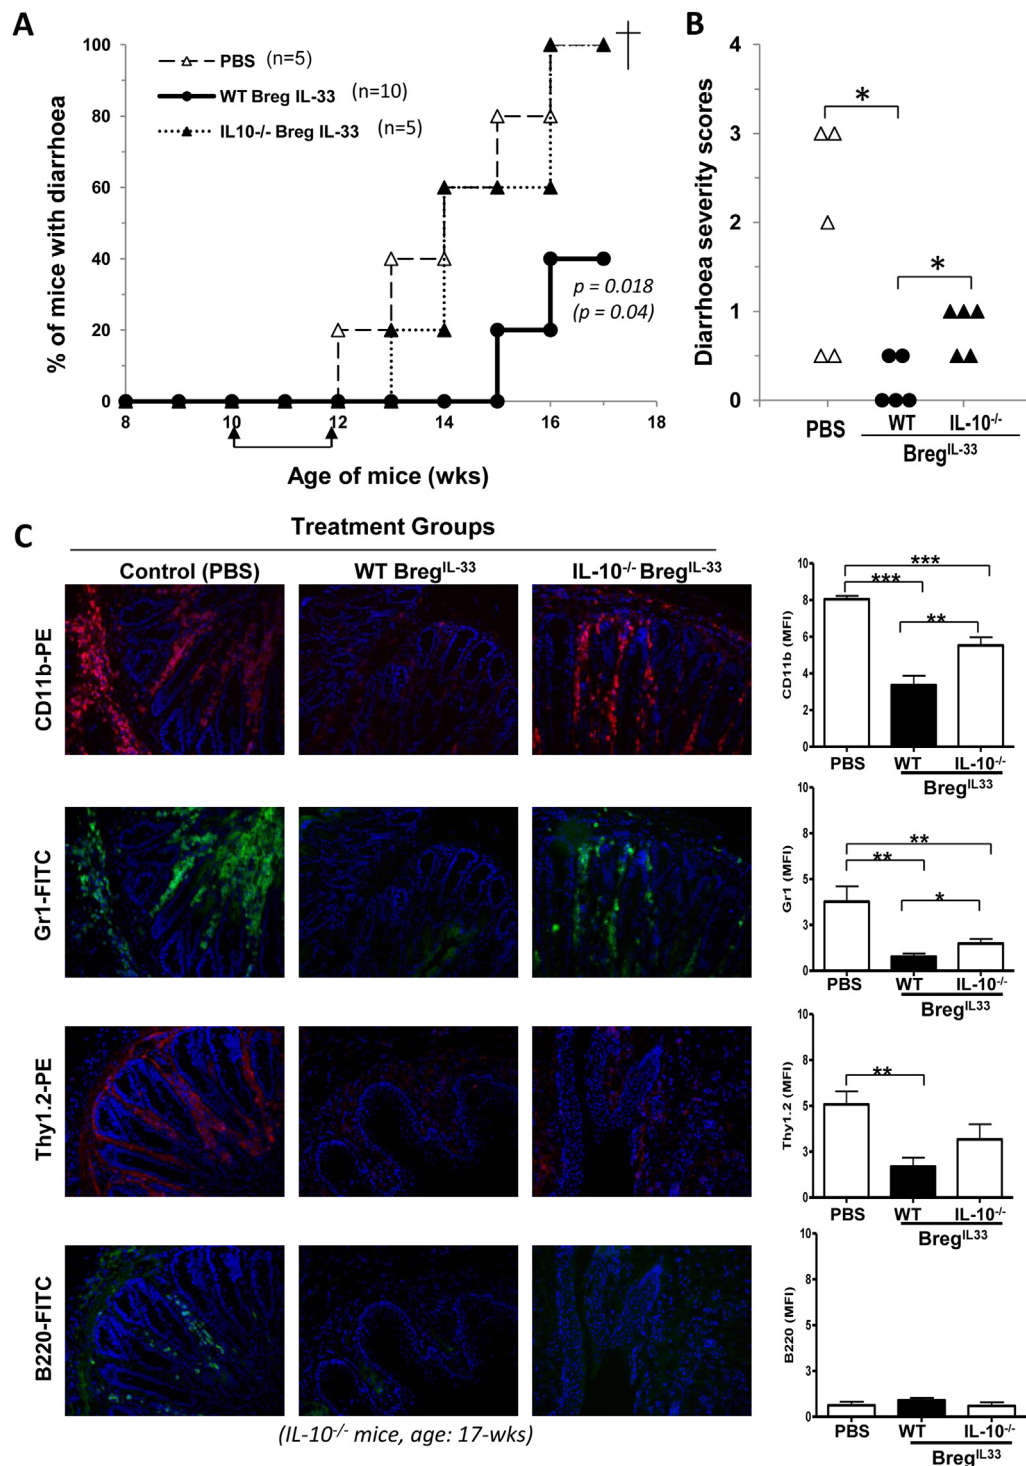 A
B
% of mice with diarrhoea
100
80
60
40
20
0
PBS (n=5)
WT Breg IL-33 (n=10)
IL10-/- Breg IL-33 (n=5)
p = 0.018
(p = 0.04)
8 10 12 14 16 18
Age of mice (wks)
Diarrhoea severity scores
4
3
2
1
0
*
*
PBS WT IL-10-/-
BregIL-33
C
Treatment Groups
Control (PBS) WT BregIL-33 IL-10-/- BregIL-33
CD11b-PE
CD11b (MFI)
10
8
6
4
2
0
***
***
**
PBS WT IL-10-/-
BregIL33
Gr1-FITC
Gr1 (MFI)
10
8
5
3
0
**
**
*
PBS WT IL-10-/-
BregIL33
Thy1.2-PE
Thy1.2 (MFI)
10
8
5
3
0
**
PBS WT IL-10-/-
BregIL33
B220-FITC
B220 (MFI)
10
8
5
3
0
PBS WT IL-10-/-
BregIL33
(IL-10-/- mice, age: 17-wks)